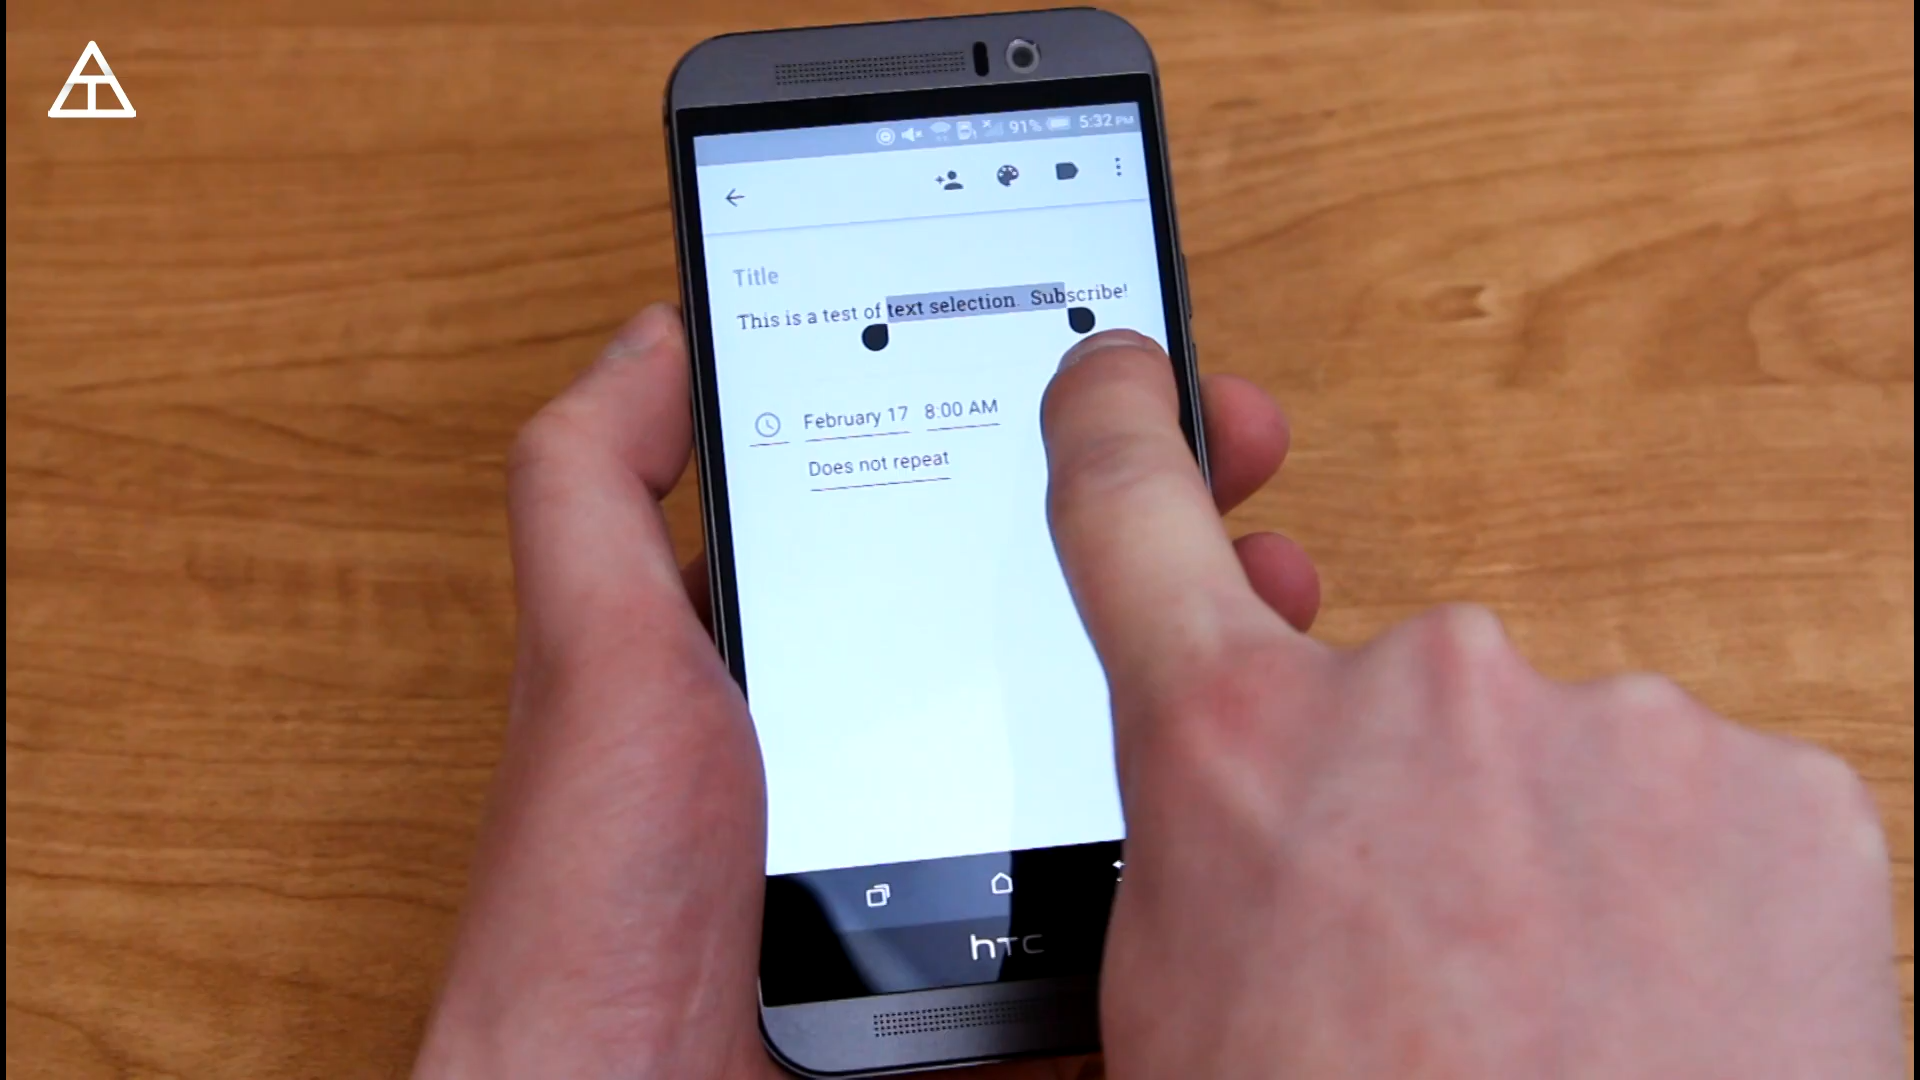 91% 5:32 PM
Title
This is a test of text selection. Subscribe!
February 17 8:00 AM
Does not repeat
hTC